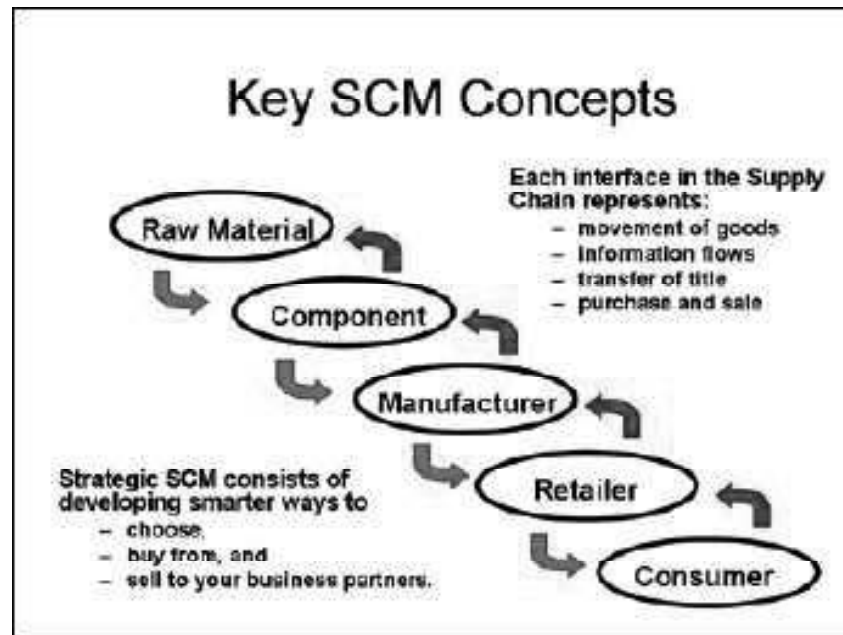 Key SCM Concepts
Each interface in the Supply
Chain represents:
– movement of goods
– information flows
– transfer of title
– purchase and sale
Raw Material
Component
Manufacturer
Retailer
Consumer
Strategic SCM consists of
developing smarter ways to
– choose,
– buy from, and
– sell to your business partners.